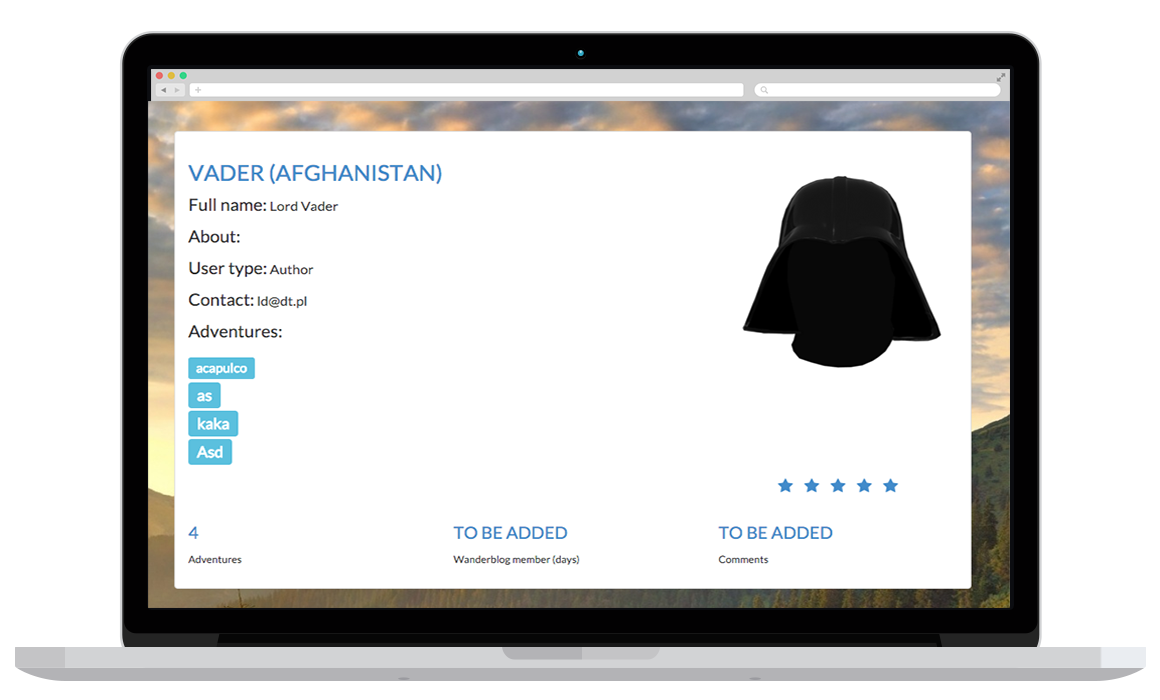 VADER (AFGHANISTAN)
Full name: Lord Vader
About:
User type: Author
Contact: ld@dt.pl
Adventures:
acapulco
as
kaka
Asd
4
Adventures
TO BE ADDED
Wanderblog member (days)
TO BE ADDED
Comments